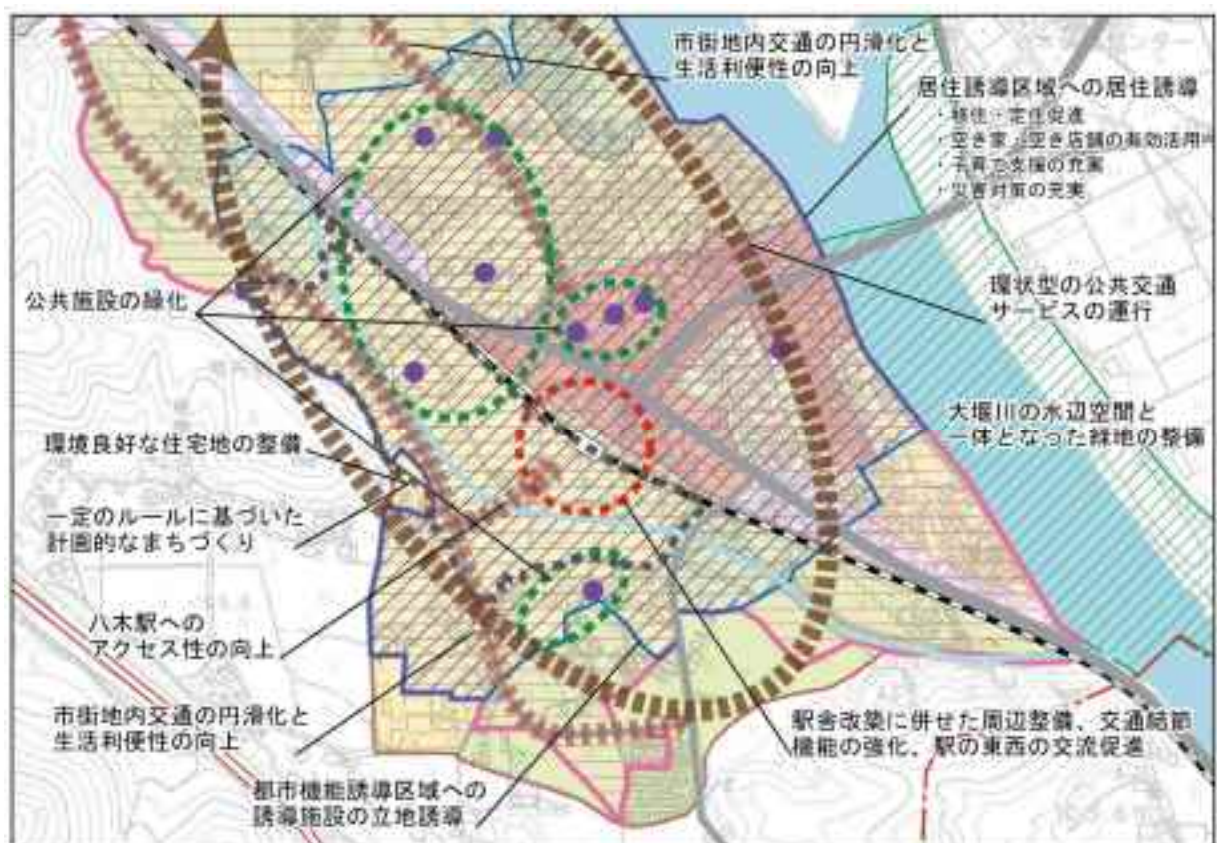 市街地内交通の円滑化と
生活利便性の向上
居住誘導区域への居住誘導
・移住・定住促進
・空き家・空き店舗の有効活用
・子育て支援の充実
・災害対策の充実
公共施設の緑化
環状型の公共交通
サービスの運行
大堰川の水辺空間と
一体となった緑地の整備
環境良好な住宅地の整備
一定のルールに基づいた
計画的なまちづくり
八木駅への
アクセス性の向上
市街地内交通の円滑化と
生活利便性の向上
駅舎改築に併せた周辺整備、交通結節
機能の強化、駅の東西の交流促進
都市機能誘導区域への
誘導施設の立地誘導